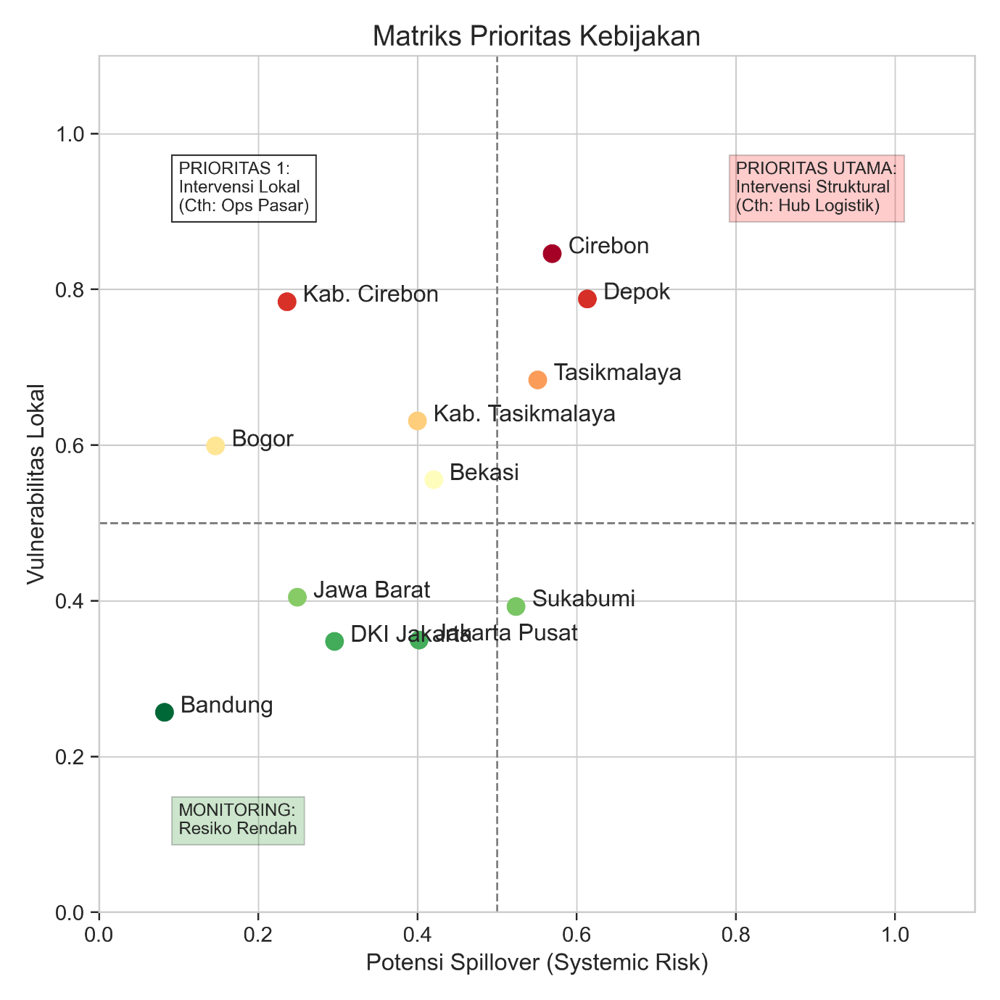 Matriks Prioritas Kebijakan
Vulnerabilitas Lokal
1.0
0.8
0.6
0.4
0.2
0.0
PRIORITAS 1:
Intervensi Lokal
(Cth: Ops Pasar)
PRIORITAS UTAMA:
Intervensi Struktural
(Cth: Hub Logistik)
Cirebon
Kab. Cirebon
Depok
Tasikmalaya
Kab. Tasikmalaya
Bogor
Bekasi
Jawa Barat
Sukabumi
DKI Jakarta
Jakarta Pusat
Bandung
MONITORING:
Resiko Rendah
0.0
0.2
0.4
0.6
0.8
1.0
Potensi Spillover (Systemic Risk)